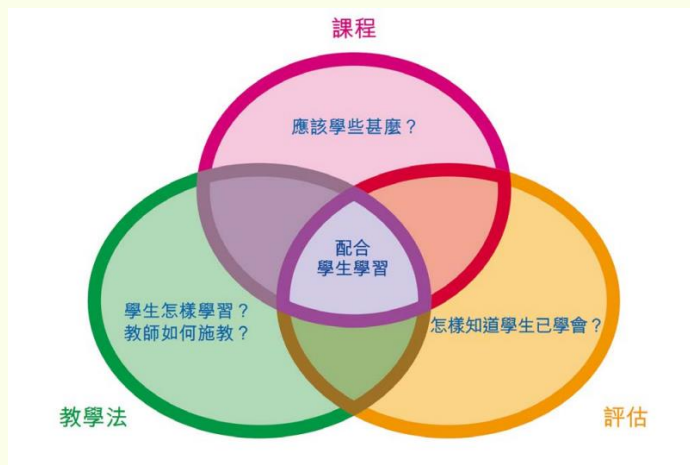 課程
應該學些甚麼？
配合
學生學習
學生怎樣學習？
教師如何施教？
怎樣知道學生已學會？
教學法
評估